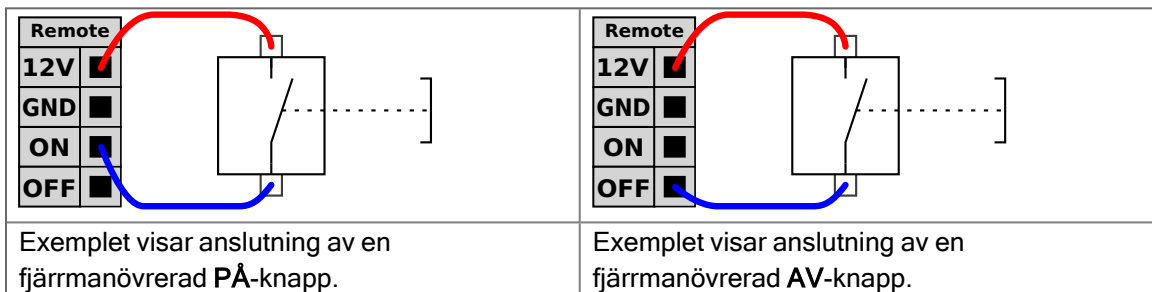 Remote
12V
GND
ON
OFF
Remote
12V
GND
ON
OFF
Exemplet visar anslutning av en
fjärrmanövrerad PÅ-knapp.
Exemplet visar anslutning av en
fjärrmanövrerad AV-knapp.